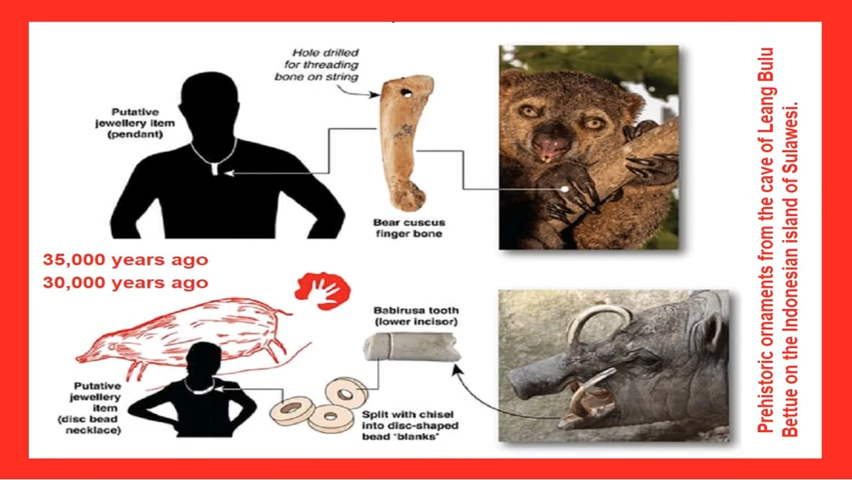 Hole drilled
for threading
bone on string
Putative
jewellery item
(pendant)
Bear cuscus
finger bone
35,000 years ago
30,000 years ago
Babirusa tooth
(lower incisor)
Putative
jewellery
item
(disc bead
necklace)
Split with chisel
into disc-shaped
bead 'blanks'
Prehistoric ornaments from the cave of Leang Bulu
Bettue on the Indonesian island of Sulawesi.